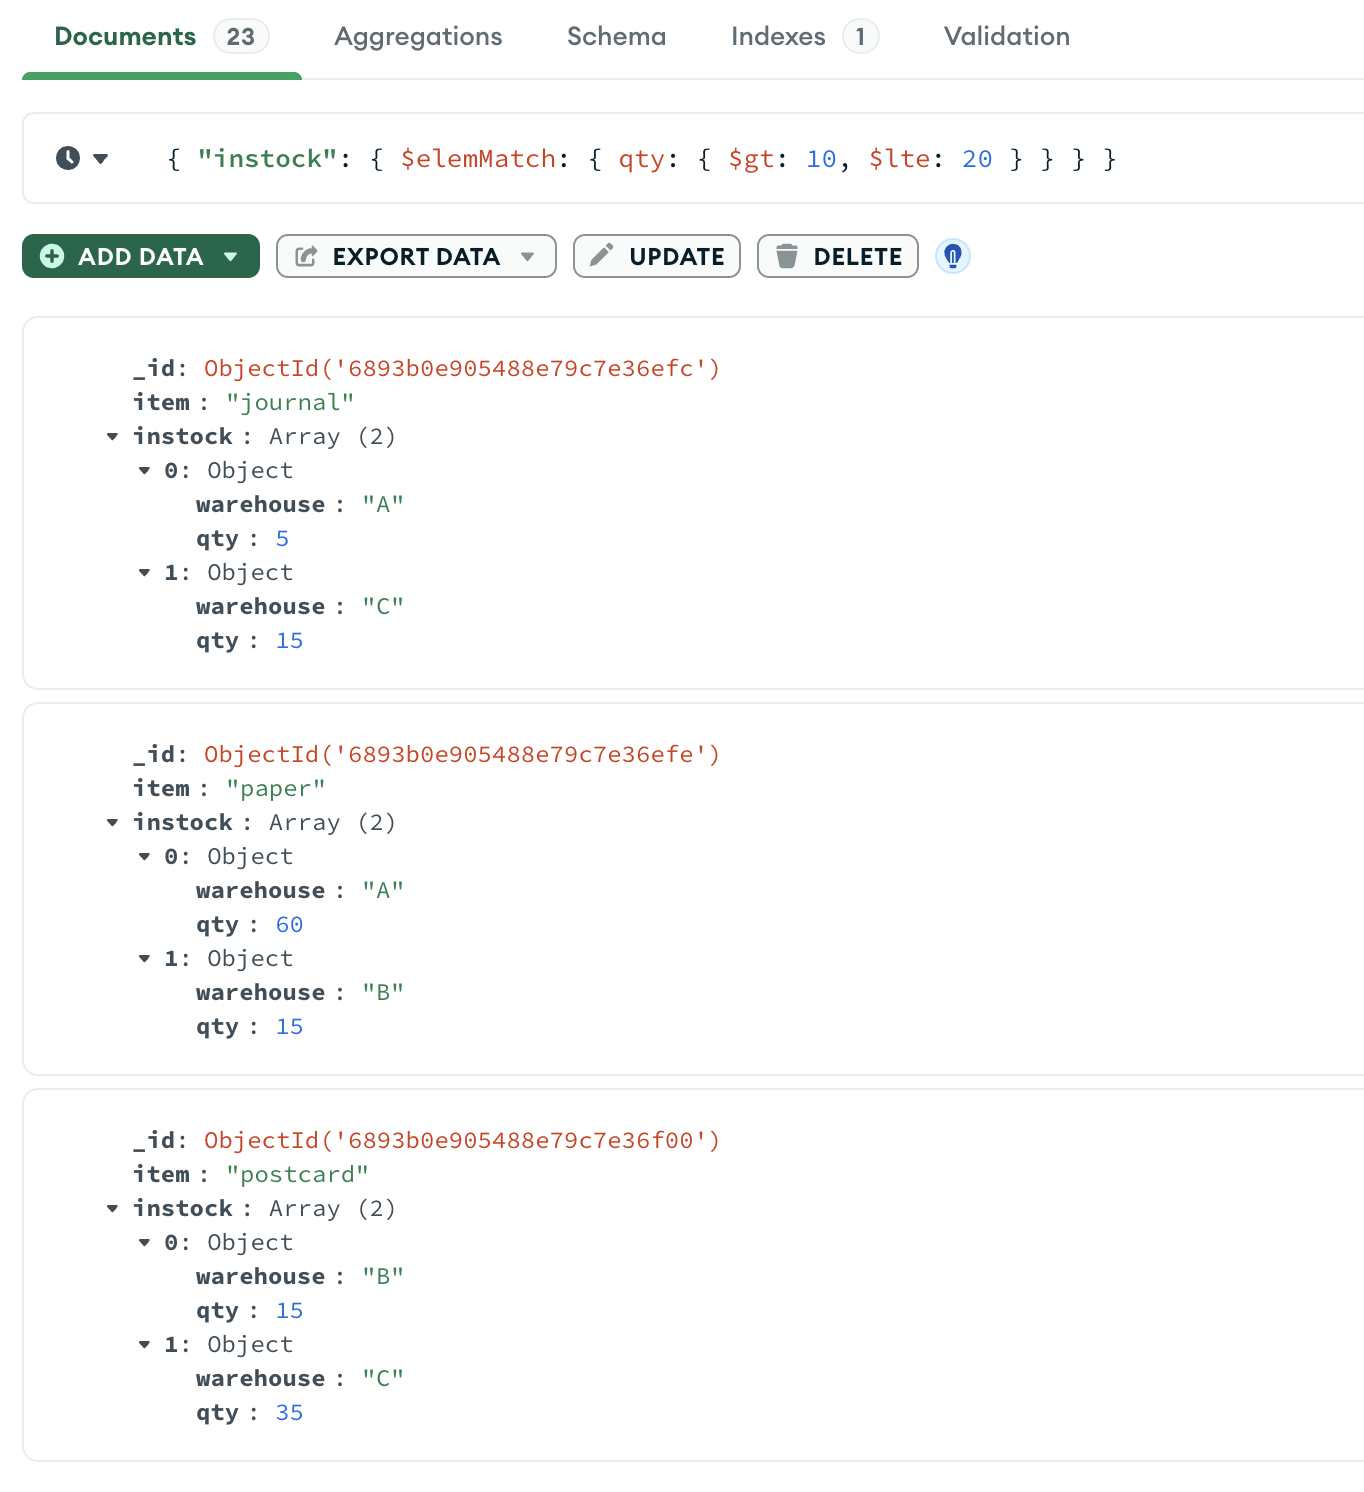 Documents 23 Aggregations Schema Indexes 1 Validation
{ "instock": { $elemMatch: { qty: { $gt: 10, $lte: 20 } } } }
ADD DATA EXPORT DATA UPDATE DELETE
_id: ObjectId('6893b0e905488e79c7e36efc')
item : "journal"
instock : Array (2)
0: Object
warehouse : "A"
qty : 5
1: Object
warehouse : "C"
qty : 15
_id: ObjectId('6893b0e905488e79c7e36efe')
item : "paper"
instock : Array (2)
0: Object
warehouse : "A"
qty : 60
1: Object
warehouse : "B"
qty : 15
_id: ObjectId('6893b0e905488e79c7e36f00')
item : "postcard"
instock : Array (2)
0: Object
warehouse : "B"
qty : 15
1: Object
warehouse : "C"
qty : 35